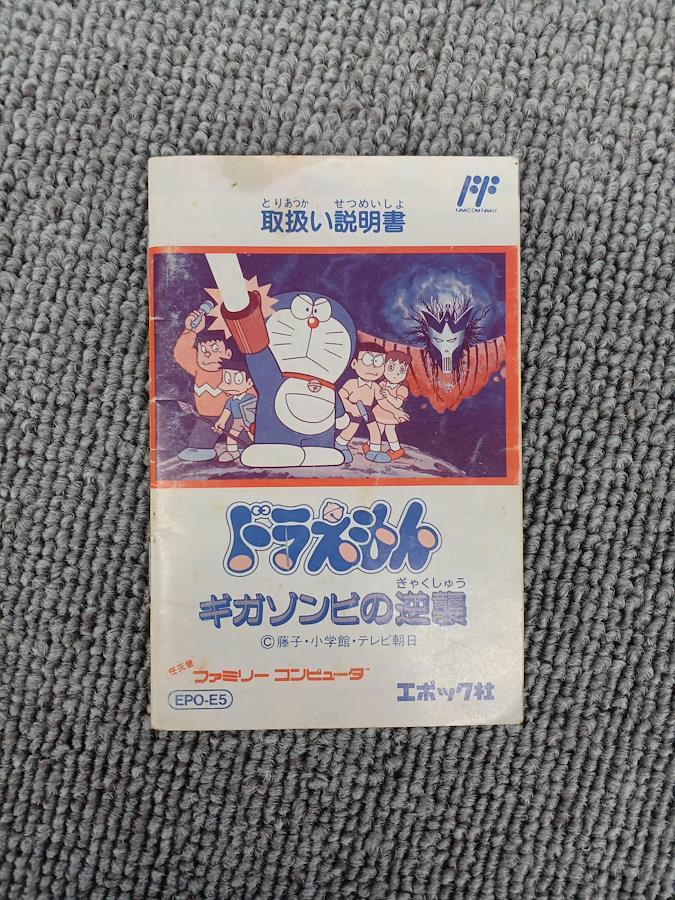 とりあつか せつめいしょ
取扱い説明書
FAMICOM FAMILY
ドラえもん
ぎゃくしゅう
ギガゾンビの逆襲
©藤子・小学館・テレビ朝日
任天堂
ファミリー コンピュータ™
EPO-E5
エポック社